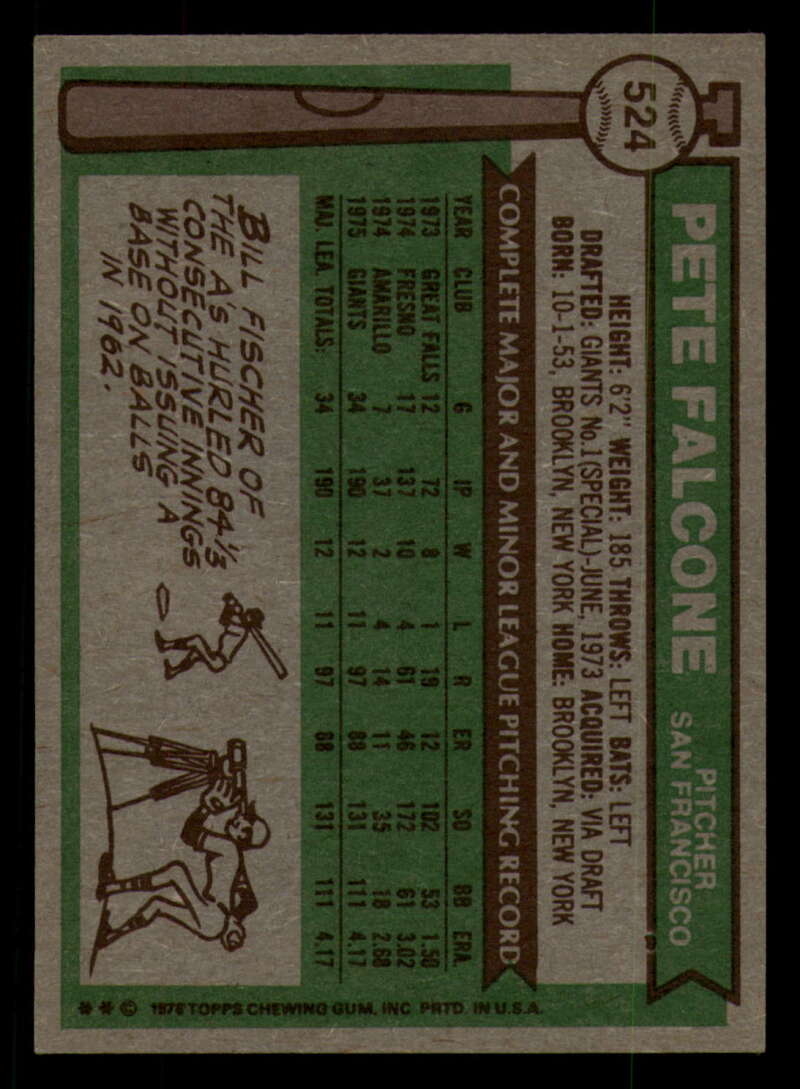 524
PETE FALCONE
PITCHER
SAN FRANCISCO
HEIGHT: 6'2" WEIGHT: 185 THROWS: LEFT BATS: LEFT
DRAFTED: GIANTS No.1(SPECIAL)-JUNE, 1973 ACQUIRED: VIA DRAFT
BORN: 10-1-53, BROOKLYN, NEW YORK HOME: BROOKLYN, NEW YORK
COMPLETE MAJOR AND MINOR LEAGUE PITCHING RECORD
YEAR CLUB G IP W L R ER SO BB ERA.
1973 GREAT FALLS 12 72 8 1 19 12 102 53 1.50
1974 FRESNO 17 137 10 4 61 46 172 61 3.02
1974 AMARILLO 7 37 2 4 14 11 35 18 2.68
1975 GIANTS 34 190 12 11 97 88 131 111 4.17
MAJ. LEA. TOTALS: 34 190 12 11 97 88 131 111 4.17
BILL FISCHER OF
THE A'S HURLED 84 1/3
CONSECUTIVE INNINGS
WITHOUT ISSUING A
BASE ON BALLS
IN 1962.
** © 1976 TOPPS CHEWING GUM, INC. PRTD. IN U.S.A.